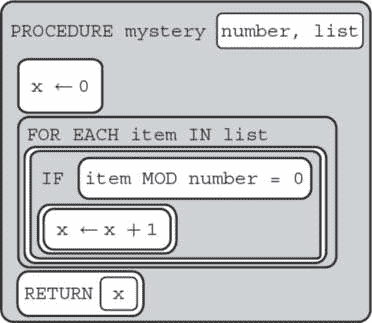 PROCEDURE mystery number, list
x ← 0
FOR EACH item IN list
IF item MOD number = 0
x ← x + 1
RETURN x